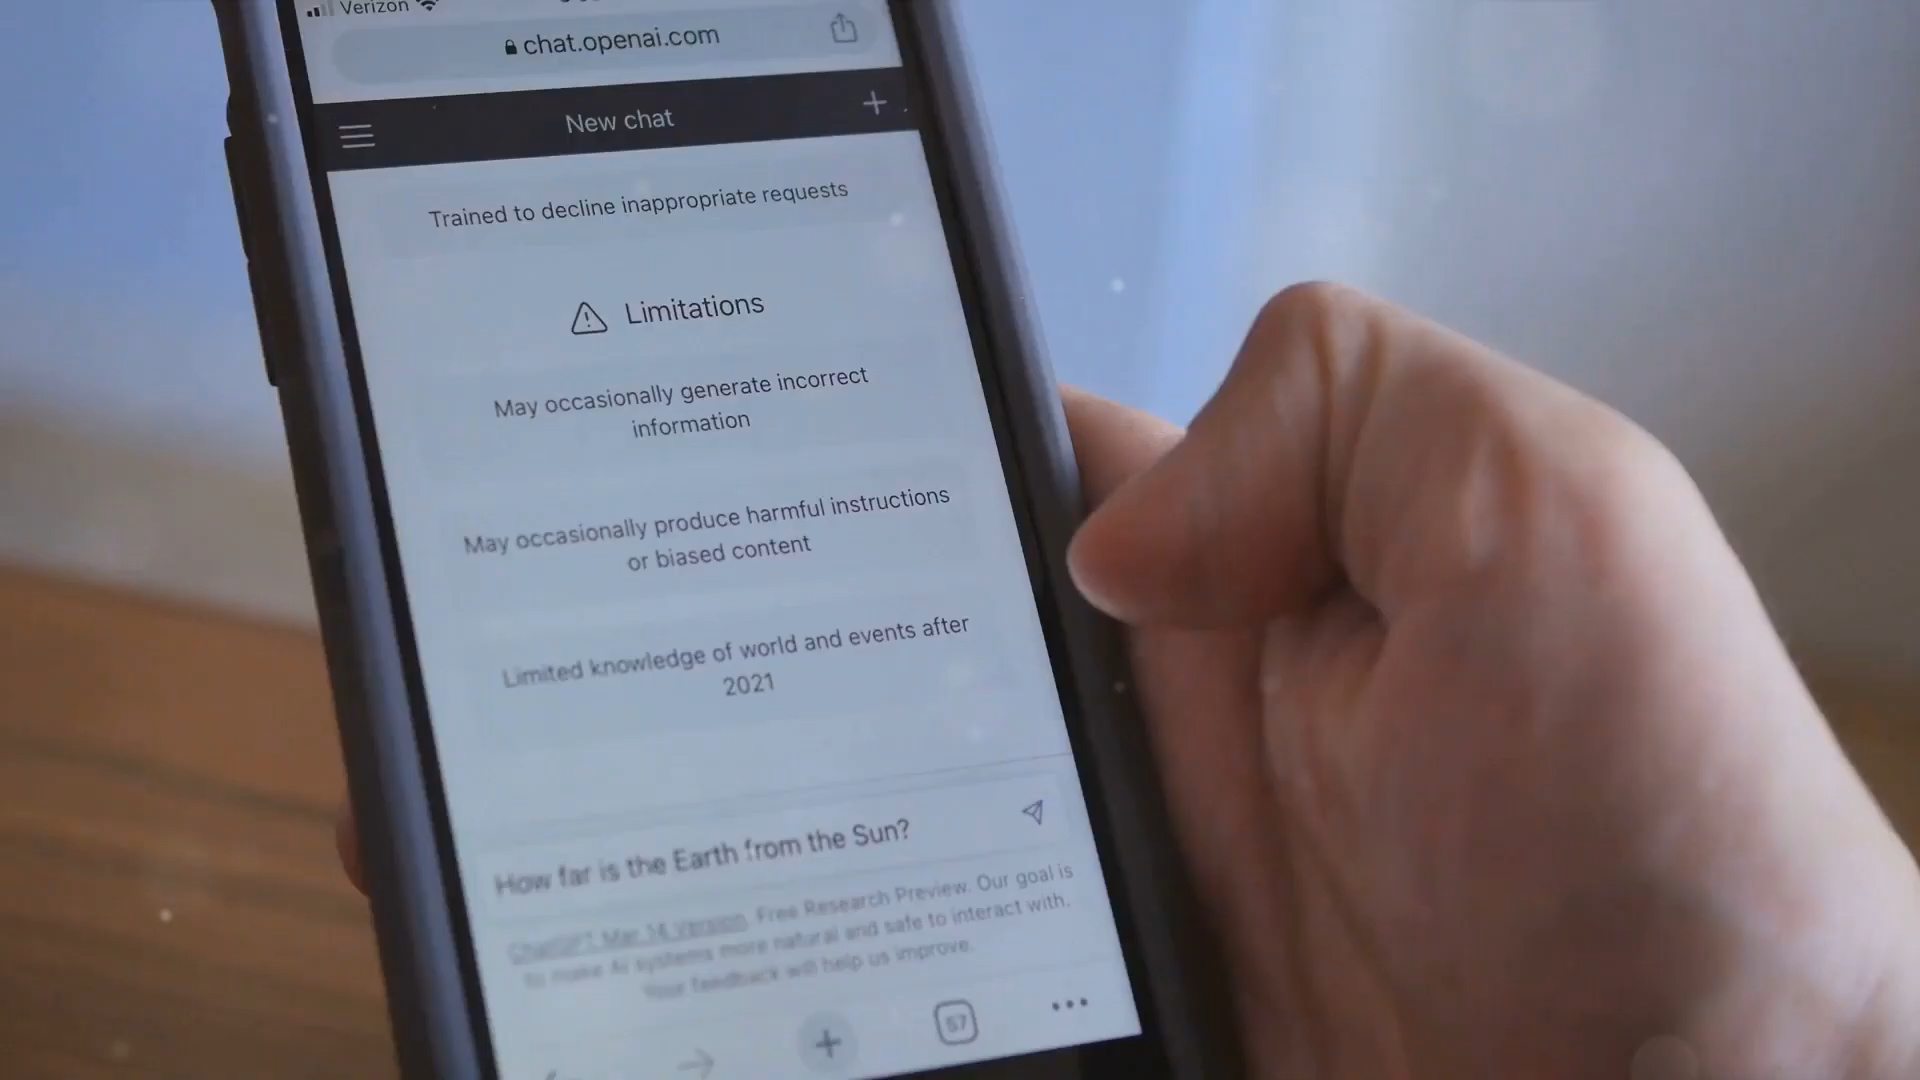 Verizon
chat.openai.com
New chat
Trained to decline inappropriate requests
Limitations
May occasionally generate incorrect
information
May occasionally produce harmful instructions
or biased content
Limited knowledge of world and events after
2021
How far is the Earth from the Sun?
ChatGPT Mar 14 Version. Free Research Preview. Our goal is
to make AI systems more natural and safe to interact with.
Your feedback will help us improve.
57